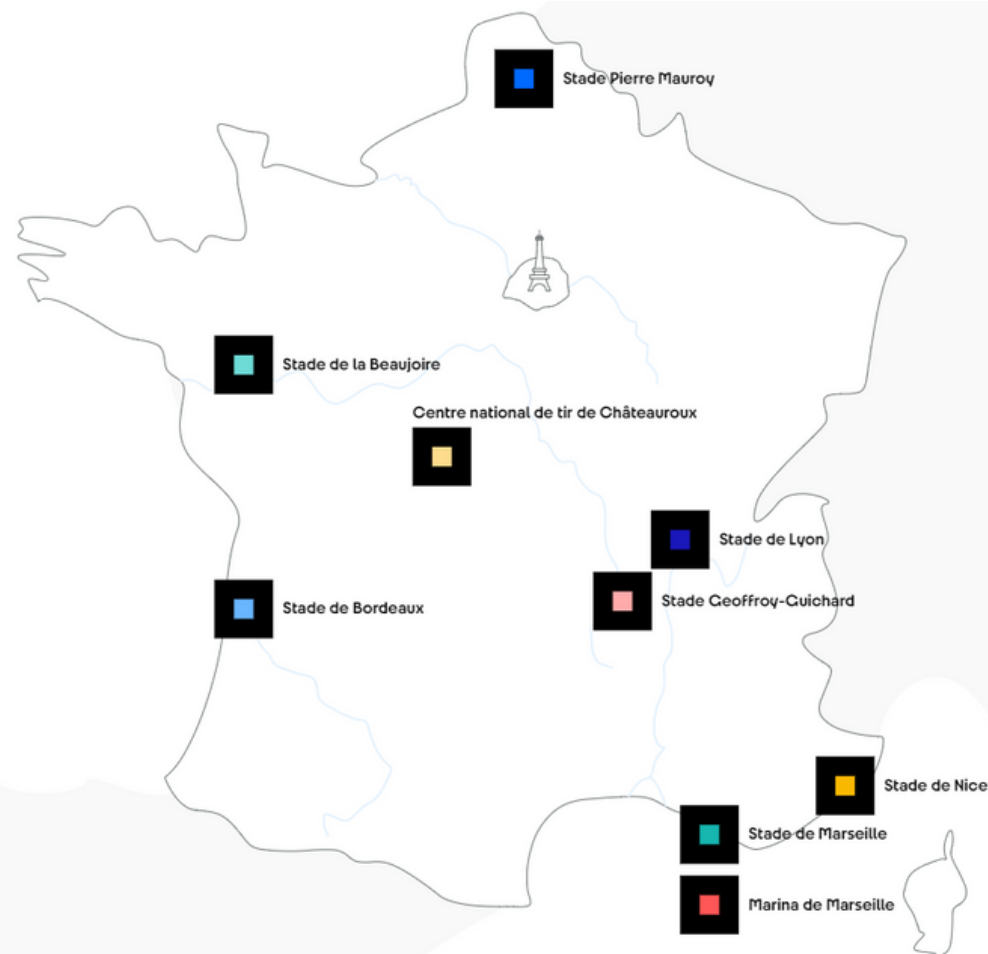 Stade Pierre Mauroy
Stade de la Beaujoire
Centre national de tir de Châteauroux
Stade de Lyon
Stade Geoffroy-Guichard
Stade de Bordeaux
Stade de Nice
Stade de Marseille
Marina de Marseille